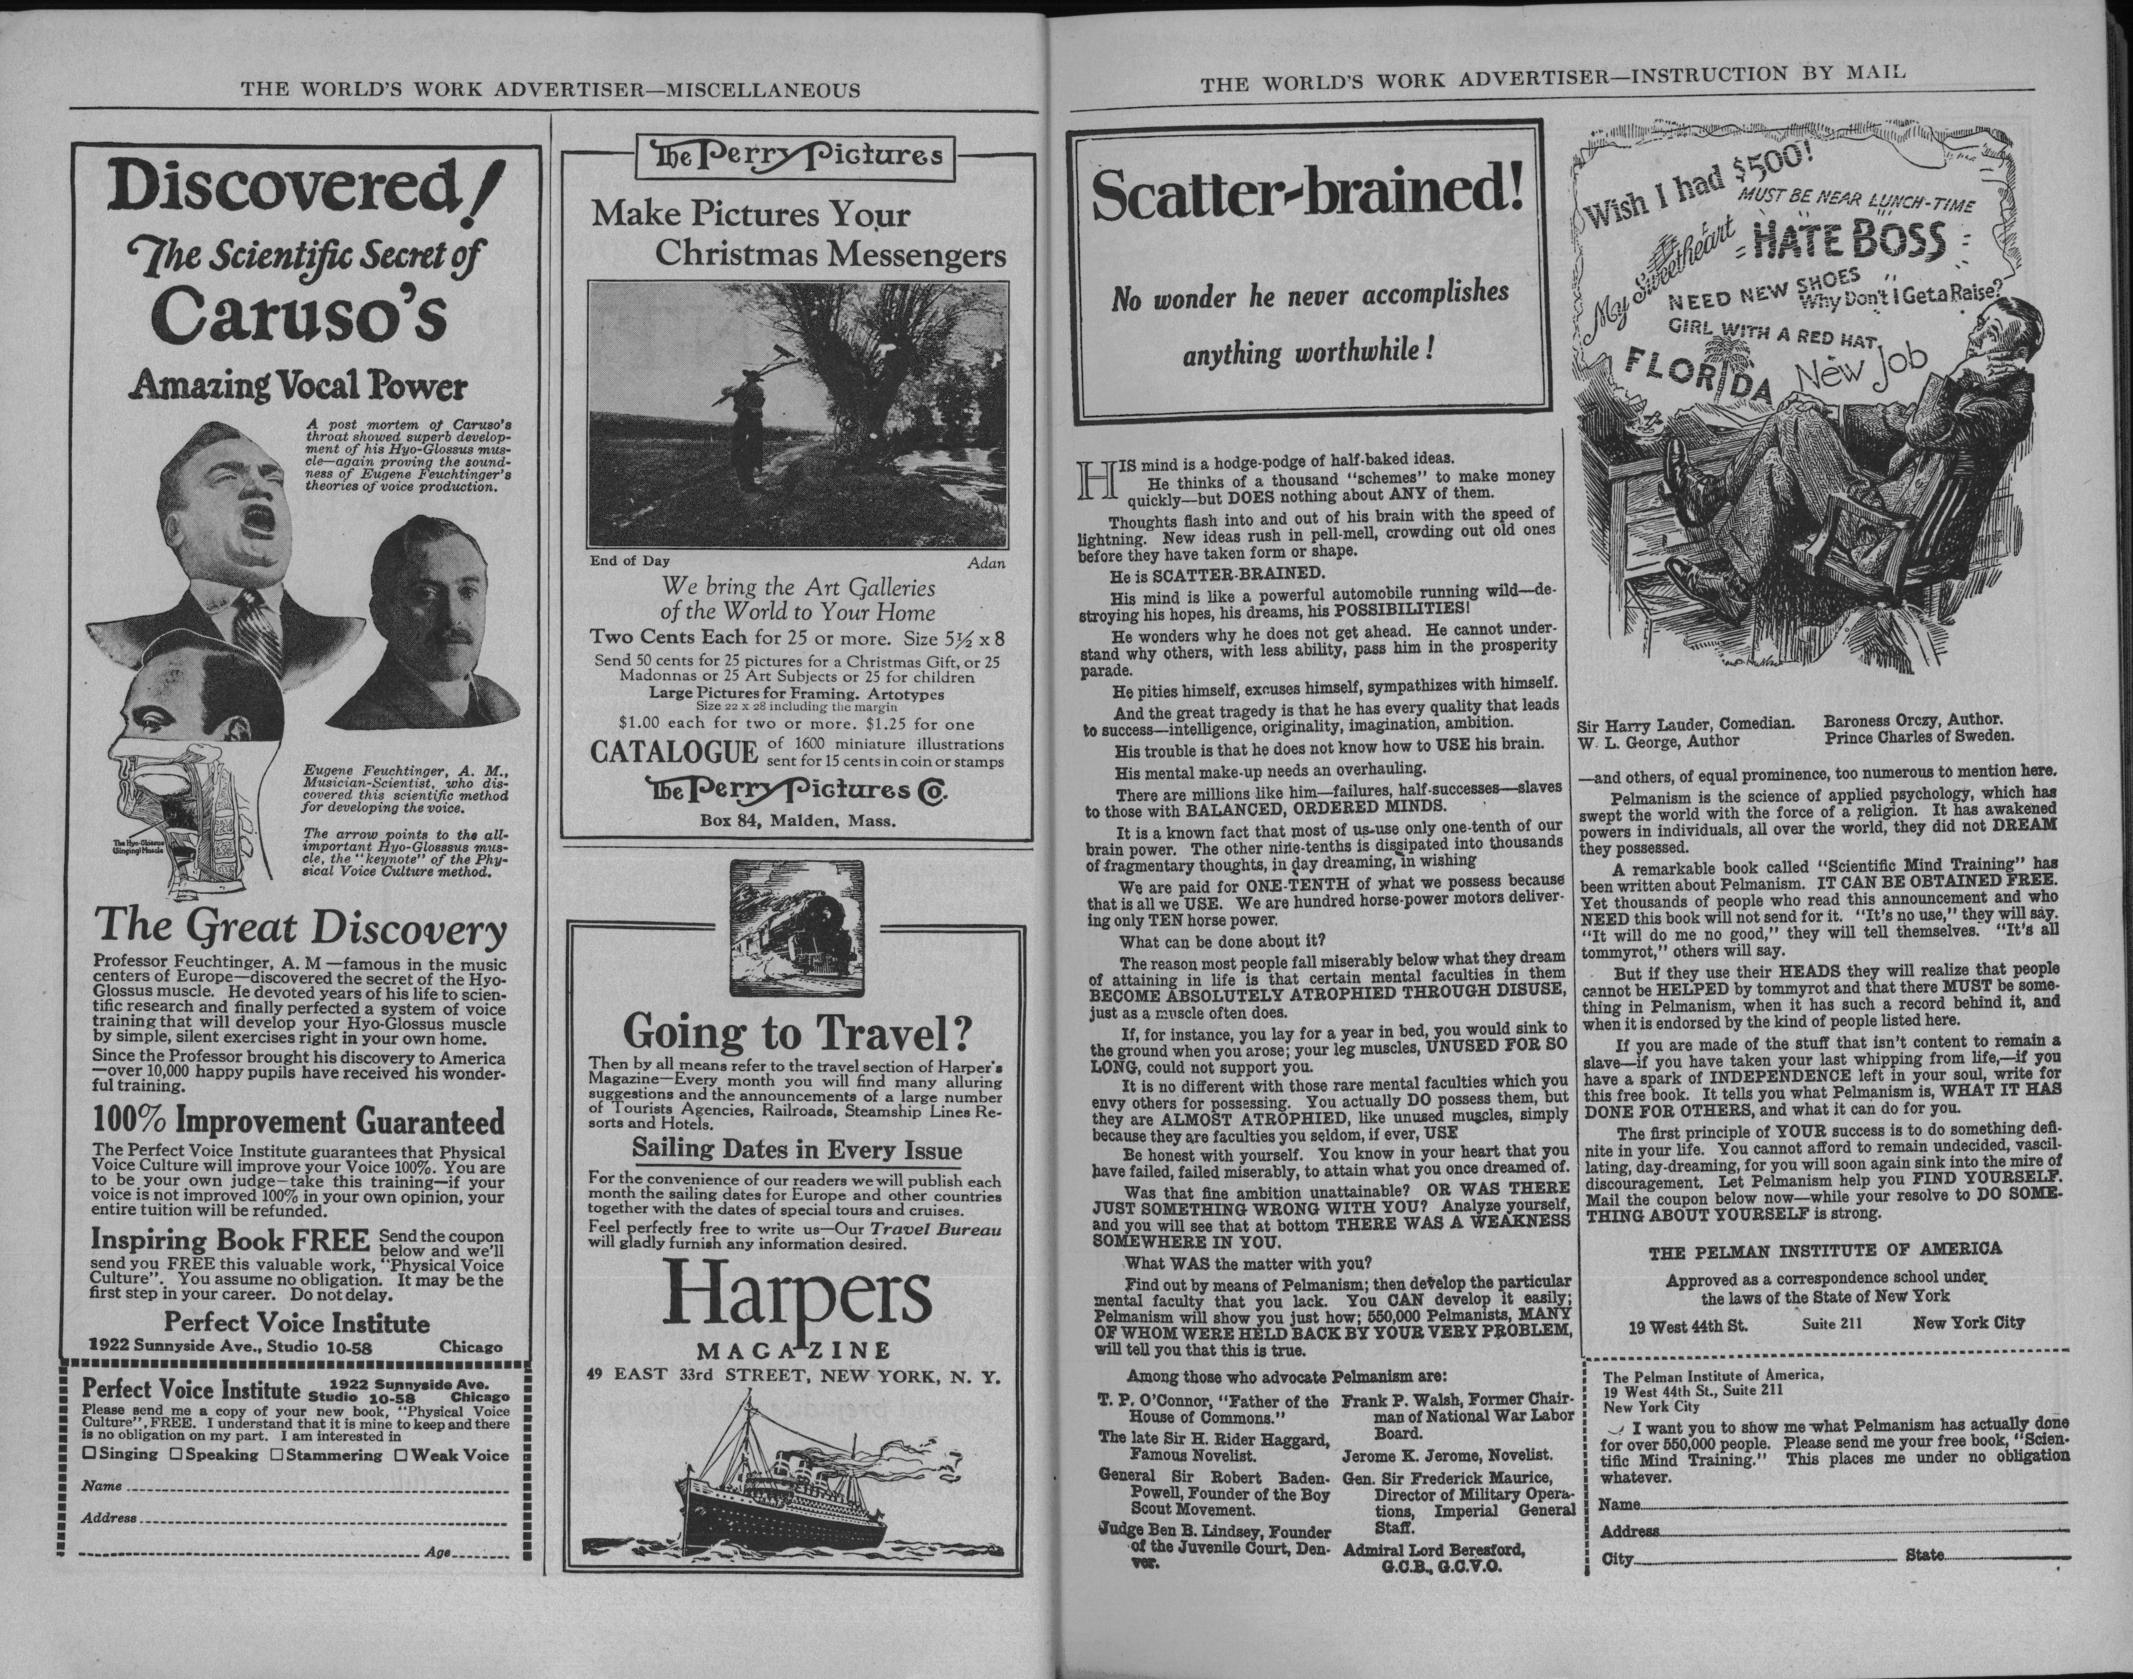 THE WORLD'S WORK ADVERTISER—MISCELLANEOUS
Discovered!
The Scientific Secret of
Caruso's
Amazing Vocal Power
A post mortem of Caruso's
throat showed superb develop-
ment of his Hyo-Glossus mus-
cle—again proving the sound-
ness of Eugene Feuchtinger's
theories of voice production.
The Hyo-Glossus
(Singing) Muscle
Eugene Feuchtinger, A. M.,
Musician-Scientist, who dis-
covered this scientific method
for developing the voice.
The arrow points to the all-
important Hyo-Glosssus mus-
cle, the "keynote" of the Phy-
sical Voice Culture method.
The Great Discovery
Professor Feuchtinger, A. M —famous in the music
centers of Europe—discovered the secret of the Hyo-
Glossus muscle. He devoted years of his life to scien-
tific research and finally perfected a system of voice
training that will develop your Hyo-Glossus muscle
by simple, silent exercises right in your own home.
Since the Professor brought his discovery to America
—over 10,000 happy pupils have received his wonder-
ful training.
100% Improvement Guaranteed
The Perfect Voice Institute guarantees that Physical
Voice Culture will improve your Voice 100%. You are
to be your own judge—take this training—if your
voice is not improved 100% in your own opinion, your
entire tuition will be refunded.
Inspiring Book FREE Send the coupon
below and we'll
send you FREE this valuable work, "Physical Voice
Culture". You assume no obligation. It may be the
first step in your career. Do not delay.
Perfect Voice Institute
1922 Sunnyside Ave., Studio 10-58 Chicago
Perfect Voice Institute 1922 Sunnyside Ave.
Studio 10-58 Chicago
Please send me a copy of your new book, "Physical Voice
Culture", FREE. I understand that it is mine to keep and there
is no obligation on my part. I am interested in
☐ Singing ☐ Speaking ☐ Stammering ☐ Weak Voice
Name
Address
Age
The Perry Pictures
Make Pictures Your
Christmas Messengers
End of Day Adan
We bring the Art Galleries
of the World to Your Home
Two Cents Each for 25 or more. Size 5½ x 8
Send 50 cents for 25 pictures for a Christmas Gift, or 25
Madonnas or 25 Art Subjects or 25 for children
Large Pictures for Framing. Artotypes
Size 22 x 28 including the margin
$1.00 each for two or more. $1.25 for one
CATALOGUE of 1600 miniature illustrations
sent for 15 cents in coin or stamps
The Perry Pictures Co.
Box 84, Malden, Mass.
Going to Travel?
Then by all means refer to the travel section of Harper's
Magazine—Every month you will find many alluring
suggestions and the announcements of a large number
of Tourists Agencies, Railroads, Steamship Lines Re-
sorts and Hotels.
Sailing Dates in Every Issue
For the convenience of our readers we will publish each
month the sailing dates for Europe and other countries
together with the dates of special tours and cruises.
Feel perfectly free to write us—Our Travel Bureau
will gladly furnish any information desired.
Harpers
MAGAZINE
49 EAST 33rd STREET, NEW YORK, N. Y.
THE WORLD'S WORK ADVERTISER—INSTRUCTION BY MAIL
Scatter-brained!
No wonder he never accomplishes
anything worthwhile!
HIS mind is a hodge-podge of half-baked ideas.
He thinks of a thousand "schemes" to make money
quickly—but DOES nothing about ANY of them.
Thoughts flash into and out of his brain with the speed of
lightning. New ideas rush in pell-mell, crowding out old ones
before they have taken form or shape.
He is SCATTER-BRAINED.
His mind is like a powerful automobile running wild—de-
stroying his hopes, his dreams, his POSSIBILITIES!
He wonders why he does not get ahead. He cannot under-
stand why others, with less ability, pass him in the prosperity
parade.
He pities himself, excuses himself, sympathizes with himself.
And the great tragedy is that he has every quality that leads
to success—intelligence, originality, imagination, ambition.
His trouble is that he does not know how to USE his brain.
His mental make-up needs an overhauling.
There are millions like him—failures, half-successes—slaves
to those with BALANCED, ORDERED MINDS.
It is a known fact that most of us use only one-tenth of our
brain power. The other nine-tenths is dissipated into thousands
of fragmentary thoughts, in day dreaming, in wishing
We are paid for ONE-TENTH of what we possess because
that is all we USE. We are hundred horse-power motors deliver-
ing only TEN horse power.
What can be done about it?
The reason most people fall miserably below what they dream
of attaining in life is that certain mental faculties in them
BECOME ABSOLUTELY ATROPHIED THROUGH DISUSE,
just as a muscle often does.
If, for instance, you lay for a year in bed, you would sink to
the ground when you arose; your leg muscles, UNUSED FOR SO
LONG, could not support you.
It is no different with those rare mental faculties which you
envy others for possessing. You actually DO possess them, but
they are ALMOST ATROPHIED, like unused muscles, simply
because they are faculties you seldom, if ever, USE
Be honest with yourself. You know in your heart that you
have failed, failed miserably, to attain what you once dreamed of.
Was that fine ambition unattainable? OR WAS THERE
JUST SOMETHING WRONG WITH YOU? Analyze yourself,
and you will see that at bottom THERE WAS A WEAKNESS
SOMEWHERE IN YOU.
What WAS the matter with you?
Find out by means of Pelmanism; then develop the particular
mental faculty that you lack. You CAN develop it easily;
Pelmanism will show you just how; 550,000 Pelmanists, MANY
OF WHOM WERE HELD BACK BY YOUR VERY PROBLEM,
will tell you that this is true.
Among those who advocate Pelmanism are:
T. P. O'Connor, "Father of the
House of Commons."
The late Sir H. Rider Haggard,
Famous Novelist.
General Sir Robert Baden-
Powell, Founder of the Boy
Scout Movement.
Judge Ben B. Lindsey, Founder
of the Juvenile Court, Den-
ver.
Frank P. Walsh, Former Chair-
man of National War Labor
Board.
Jerome K. Jerome, Novelist.
Gen. Sir Frederick Maurice,
Director of Military Opera-
tions, Imperial General
Staff.
Admiral Lord Beresford,
G.C.B., G.C.V.O.
Wish I had $500!
MUST BE NEAR LUNCH-TIME
My Sweetheart
HATE BOSS
NEED NEW SHOES
Why Don't I Get a Raise?
GIRL WITH A RED HAT
FLORIDA
New Job
Sir Harry Lauder, Comedian. Baroness Orczy, Author.
W. L. George, Author Prince Charles of Sweden.
—and others, of equal prominence, too numerous to mention here.
Pelmanism is the science of applied psychology, which has
swept the world with the force of a religion. It has awakened
powers in individuals, all over the world, they did not DREAM
they possessed.
A remarkable book called "Scientific Mind Training" has
been written about Pelmanism. IT CAN BE OBTAINED FREE.
Yet thousands of people who read this announcement and who
NEED this book will not send for it. "It's no use," they will say.
"It will do me no good," they will tell themselves. "It's all
tommyrot," others will say.
But if they use their HEADS they will realize that people
cannot be HELPED by tommyrot and that there MUST be some-
thing in Pelmanism, when it has such a record behind it, and
when it is endorsed by the kind of people listed here.
If you are made of the stuff that isn't content to remain a
slave—if you have taken your last whipping from life,—if you
have a spark of INDEPENDENCE left in your soul, write for
this free book. It tells you what Pelmanism is, WHAT IT HAS
DONE FOR OTHERS, and what it can do for you.
The first principle of YOUR success is to do something defi-
nite in your life. You cannot afford to remain undecided, vascil-
lating, day-dreaming, for you will soon again sink into the mire of
discouragement. Let Pelmanism help you FIND YOURSELF.
Mail the coupon below now—while your resolve to DO SOME-
THING ABOUT YOURSELF is strong.
THE PELMAN INSTITUTE OF AMERICA
Approved as a correspondence school under
the laws of the State of New York
19 West 44th St. Suite 211 New York City
The Pelman Institute of America,
19 West 44th St., Suite 211
New York City
I want you to show me what Pelmanism has actually done
for over 550,000 people. Please send me your free book, "Scien-
tific Mind Training." This places me under no obligation
whatever.
Name
Address
City State